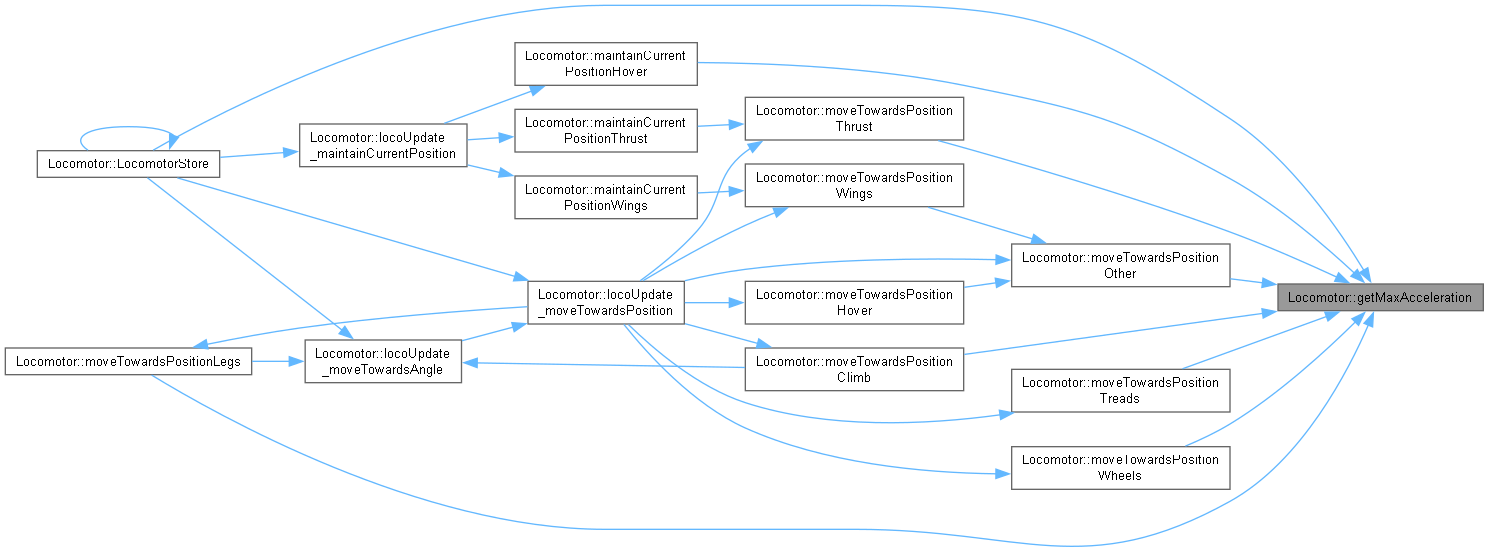 Locomotor::maintainCurrent
PositionHover
Locomotor::moveTowardsPosition
Thrust
Locomotor::maintainCurrent
PositionThrust
Locomotor::locoUpdate
_maintainCurrentPosition
Locomotor::LocomotorStore
Locomotor::moveTowardsPosition
Wings
Locomotor::maintainCurrent
PositionWings
Locomotor::moveTowardsPosition
Other
Locomotor::locoUpdate
_moveTowardsPosition
Locomotor::moveTowardsPosition
Hover
Locomotor::getMaxAcceleration
Locomotor::moveTowardsPositionLegs
Locomotor::locoUpdate
_moveTowardsAngle
Locomotor::moveTowardsPosition
Climb
Locomotor::moveTowardsPosition
Treads
Locomotor::moveTowardsPosition
Wheels